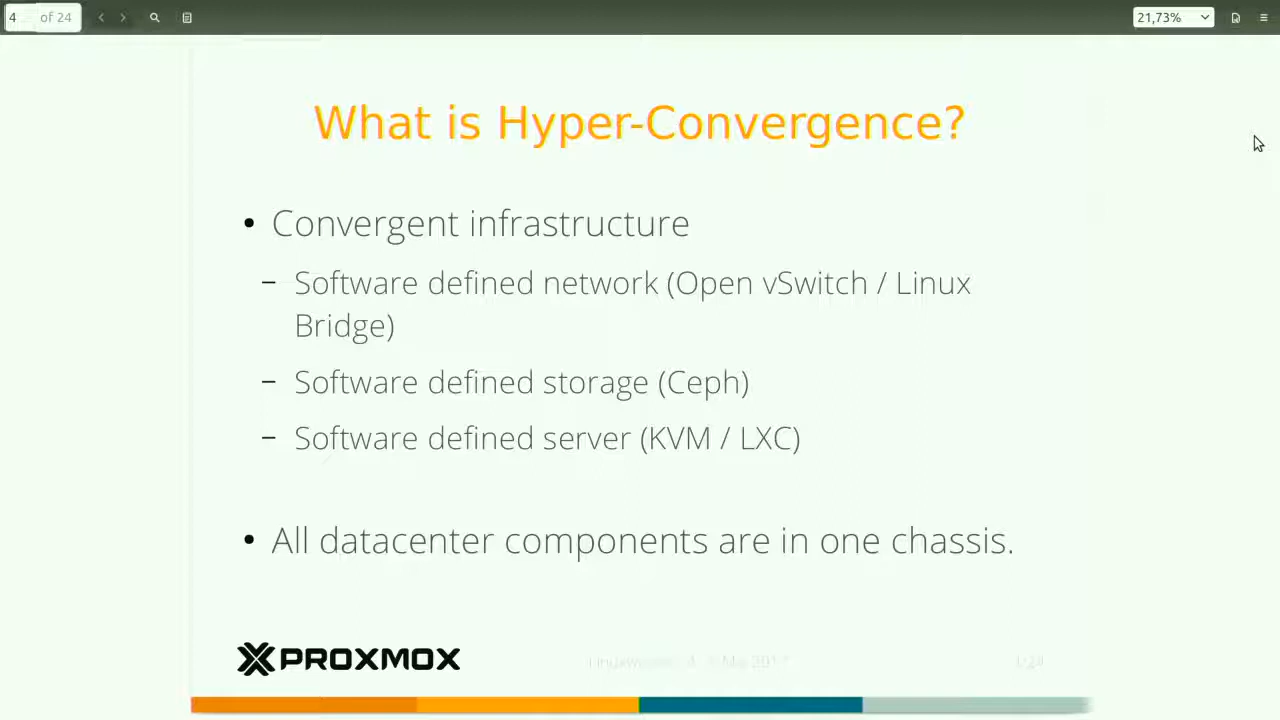 4 of 24
21,73%
What is Hyper-Convergence?
• Convergent infrastructure
– Software defined network (Open vSwitch / Linux
Bridge)
– Software defined storage (Ceph)
– Software defined server (KVM / LXC)
• All datacenter components are in one chassis.
PROXMOX